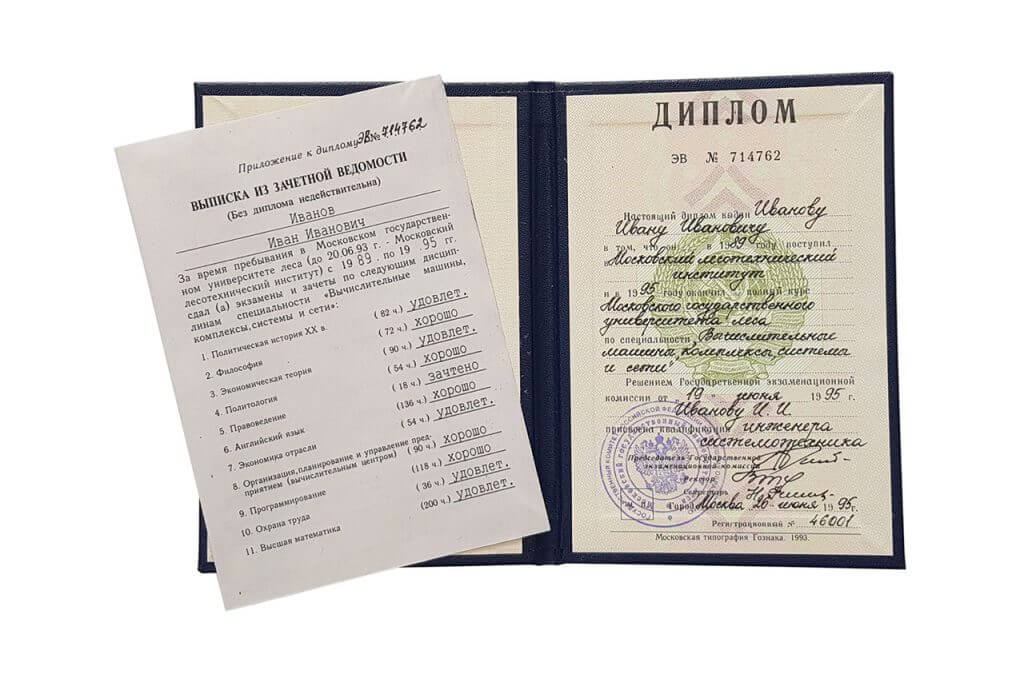 Приложение к диплому ЭВ № 714762
ВЫПИСКА ИЗ ЗАЧЕТНОЙ ВЕДОМОСТИ
(Без диплома недействительна)
Иванов
Иван Иванович
За время пребывания в Московском государствен-
ном университете леса (до 20.06.93 г. - Московский
лесотехнический институт) с 1989 . по 19 .95 гг.
сдал (а) экзамены и зачеты по следующим дисцип-
линам специальности «Вычислительные машины,
комплексы, системы и сети»:
1. Политическая история XX в. (82 ч.) удовлет.
2. Философия (72 ч.) хорошо
3. Экономическая теория (90 ч.) удовлет.
4. Политология (54 ч.) хорошо
5. Правоведение (18 ч.) зачтено
6. Английский язык (136 ч.) хорошо
7. Экономика отрасли (54 ч.) удовлет.
8. Организация, планирование и управление пред-
приятием (вычислительным центром) (90 ч.) хорошо
9. Программирование (118 ч.) хорошо
10. Охрана труда (36 ч.) удовлет.
11. Высшая математика (200 ч.) удовлет.
ДИПЛОМ
ЭВ № 714762
Настоящий диплом выдан Иванову
Ивану Ивановичу
в том, что он в 1989 году поступил
в Московский лесотехнический
институт
и в 1995 году окончил полный курс
Московского государственного
университета леса
по специальности „Вычислительные
машины, комплексы, системы
и сети"
Решением Государственной экзаменационной
комиссии от 19 июня 1995 г.
Иванову И. И.
присвоена квалификация инженера
системотехника
Председатель Государственной
экзаменационной комиссии
Ректор
Секретарь
Город Москва 20 июня 1995г.
Регистрационный № 46001
Московская типография Гознака. 1993.